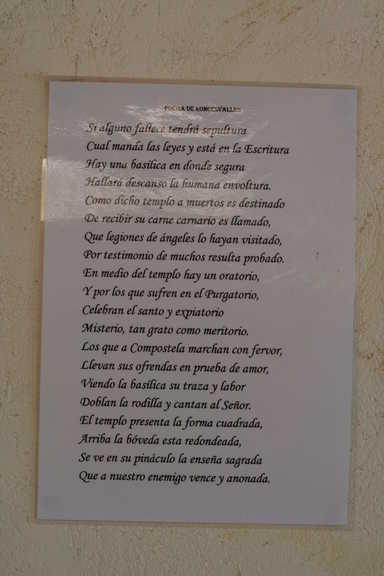 POEMA DE RONCESVALLES
Si alguno fallece tendrá sepultura
Cual manda las leyes y está en la Escritura
Hay una basílica en donde segura
Hallará descanso la humana envoltura.
Como dicho templo a muertos es destinado
De recibir su carne carnario es llamado,
Que legiones de ángeles lo hayan visitado,
Por testimonio de muchos resulta probado.
En medio del templo hay un oratorio,
Y por los que sufren en el Purgatorio,
Celebran el santo y expiatorio
Misterio, tan grato como meritorio.
Los que a Compostela marchan con fervor,
Llevan sus ofrendas en prueba de amor,
Viendo la basílica su traza y labor
Doblan la rodilla y cantan al Señor.
El templo presenta la forma cuadrada,
Arriba la bóveda esta redondeada,
Se ve en su pináculo la enseña sagrada
Que a nuestro enemigo vence y anonada.